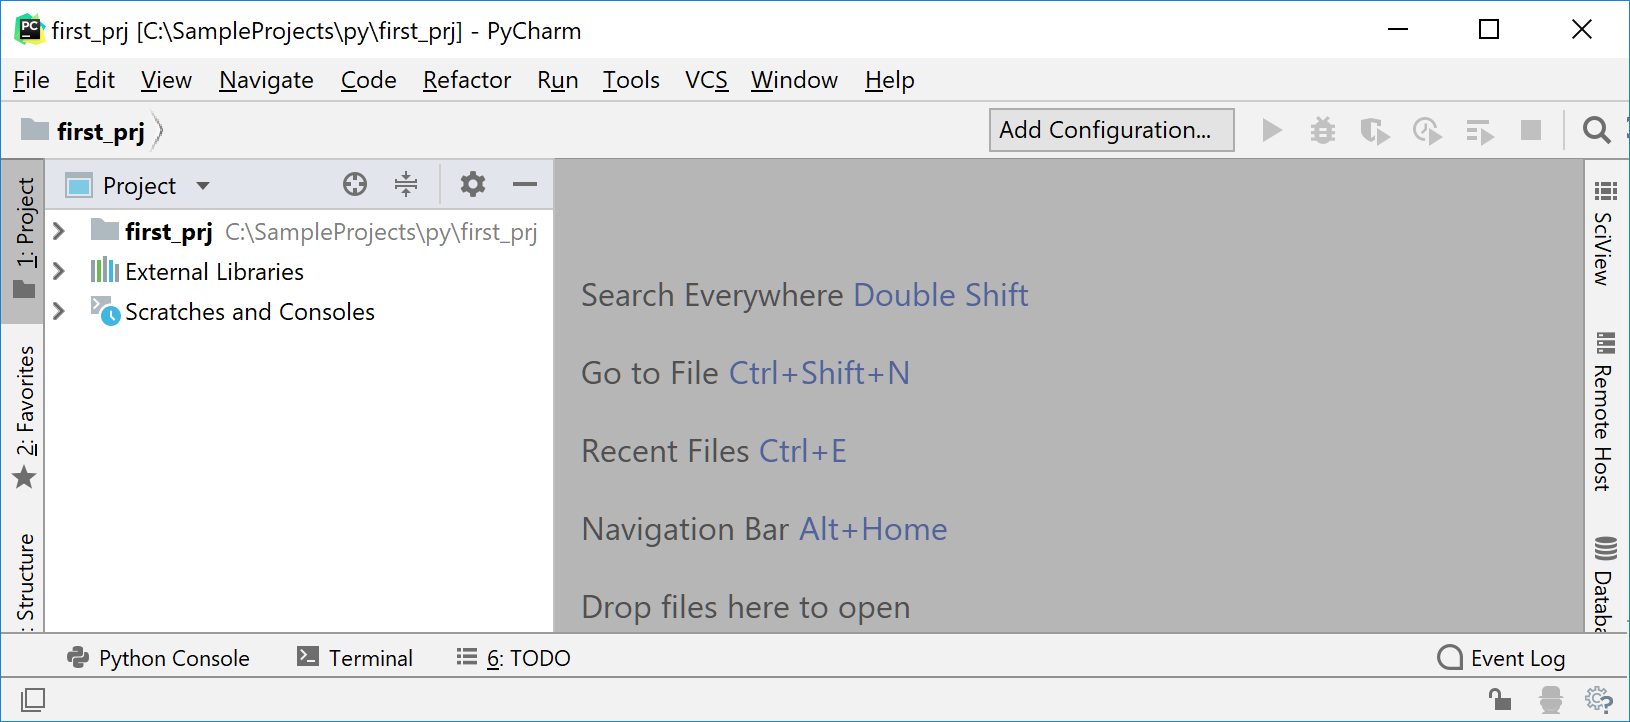 PC first_prj [C:\SampleProjects\py\first_prj] - PyCharm
File Edit View Navigate Code Refactor Run Tools VCS Window Help
first_prj Add Configuration...
1: Project
Project
first_prj C:\SampleProjects\py\first_prj
External Libraries
Scratches and Consoles
2: Favorites
: Structure
Search Everywhere Double Shift
Go to File Ctrl+Shift+N
Recent Files Ctrl+E
Navigation Bar Alt+Home
Drop files here to open
SciView
Remote Host
Databa
Python Console Terminal 6: TODO Event Log